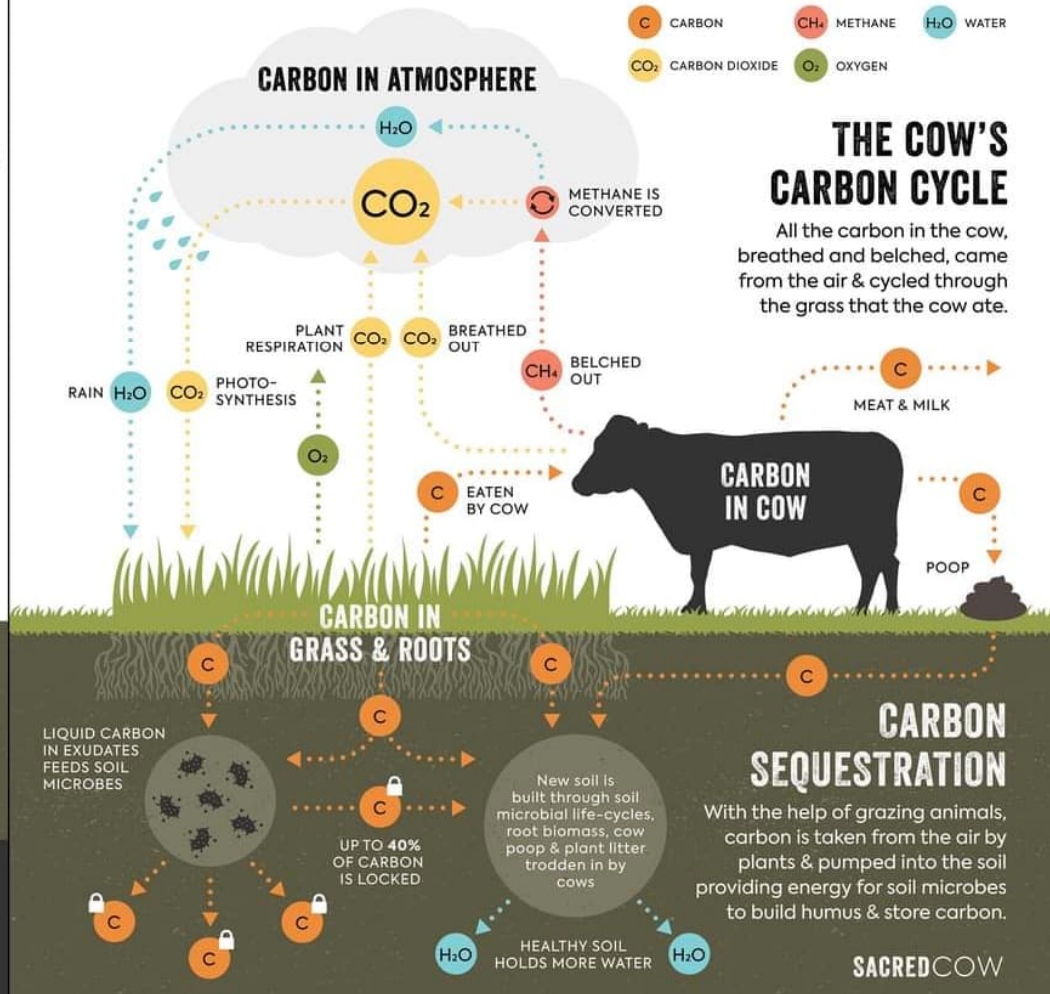 C CARBON
CH₄ METHANE
H₂O WATER
CO₂ CARBON DIOXIDE
O₂ OXYGEN
CARBON IN ATMOSPHERE
H₂O
CO₂
METHANE IS
CONVERTED
THE COW'S
CARBON CYCLE
All the carbon in the cow,
breathed and belched, came
from the air & cycled through
the grass that the cow ate.
PLANT
RESPIRATION
CO₂
CO₂
BREATHED
OUT
CH₄
BELCHED
OUT
RAIN
H₂O
CO₂
PHOTO-
SYNTHESIS
O₂
C
MEAT & MILK
C
EATEN
BY COW
CARBON
IN COW
C
POOP
CARBON IN
GRASS & ROOTS
C
C
C
C
LIQUID CARBON
IN EXUDATES
FEEDS SOIL
MICROBES
C
UP TO 40%
OF CARBON
IS LOCKED
New soil is
built through soil
microbial life-cycles,
root biomass, cow
poop & plant litter
trodden in by
cows
CARBON
SEQUESTRATION
With the help of grazing animals,
carbon is taken from the air by
plants & pumped into the soil
providing energy for soil microbes
to build humus & store carbon.
C
C
C
H₂O
HEALTHY SOIL
HOLDS MORE WATER
H₂O
SACREDCOW